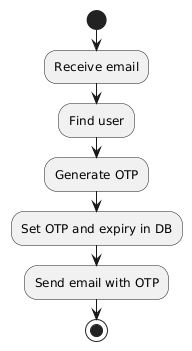 Receive email
Find user
Generate OTP
Set OTP and expiry in DB
Send email with OTP